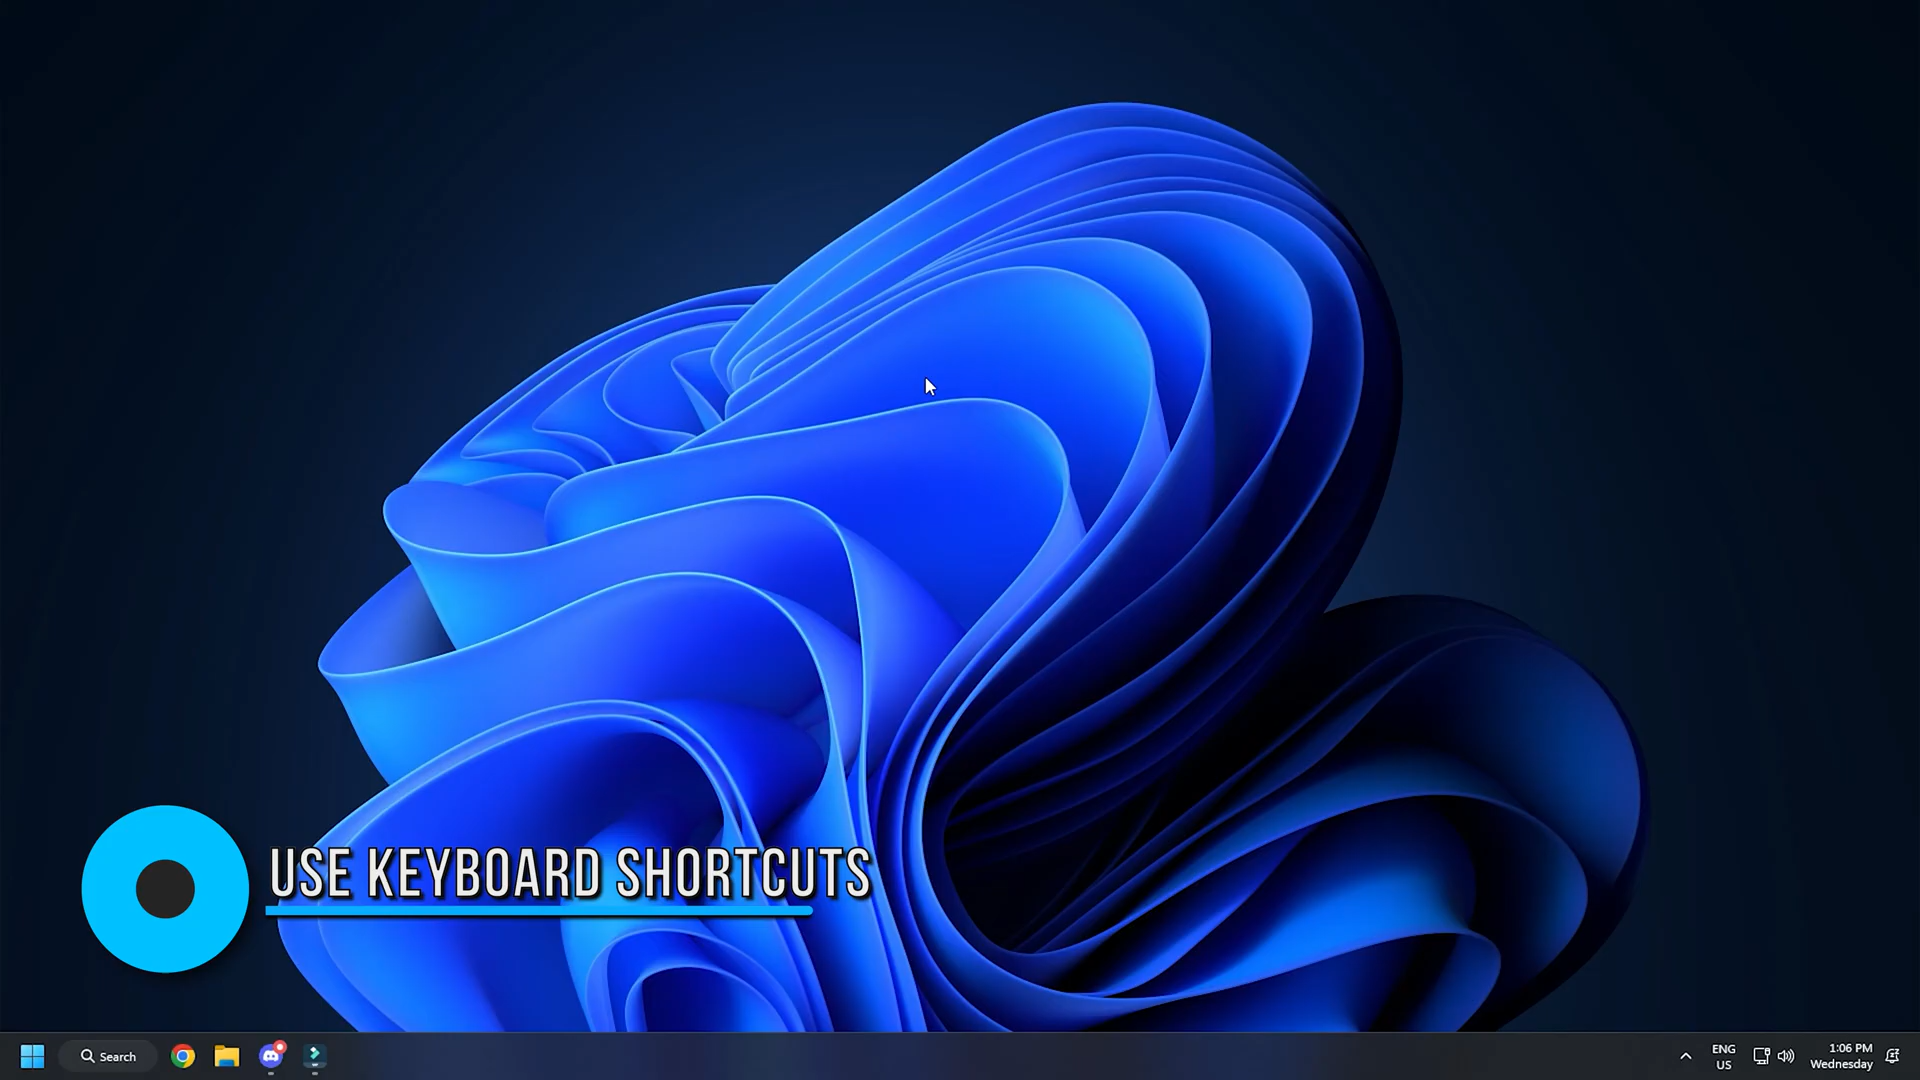 USE KEYBOARD SHORTCUTS
Search
ENG
US
1:06 PM
Wednesday